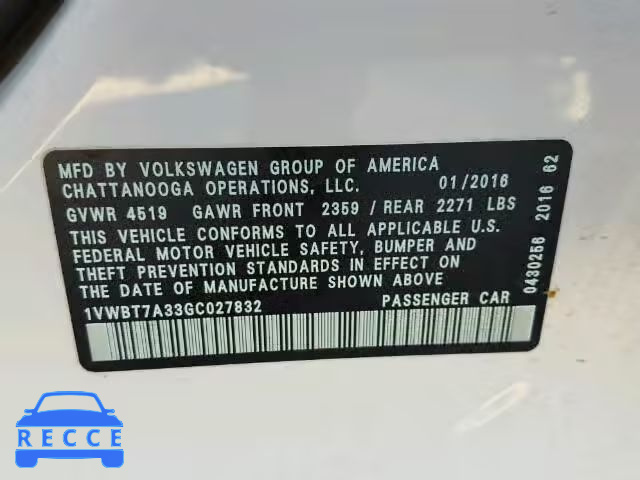 MFD BY VOLKSWAGEN GROUP OF AMERICA
CHATTANOOGA OPERATIONS, LLC. 01/2016
GVWR 4519 GAWR FRONT 2359 / REAR 2271 LBS
THIS VEHICLE CONFORMS TO ALL APPLICABLE U.S.
FEDERAL MOTOR VEHICLE SAFETY, BUMPER AND
THEFT PREVENTION STANDARDS IN EFFECT ON
THE DATE OF MANUFACTURE SHOWN ABOVE.
1VWBT7A33GC027832 PASSENGER CAR
0430256 2016 62
RECCE